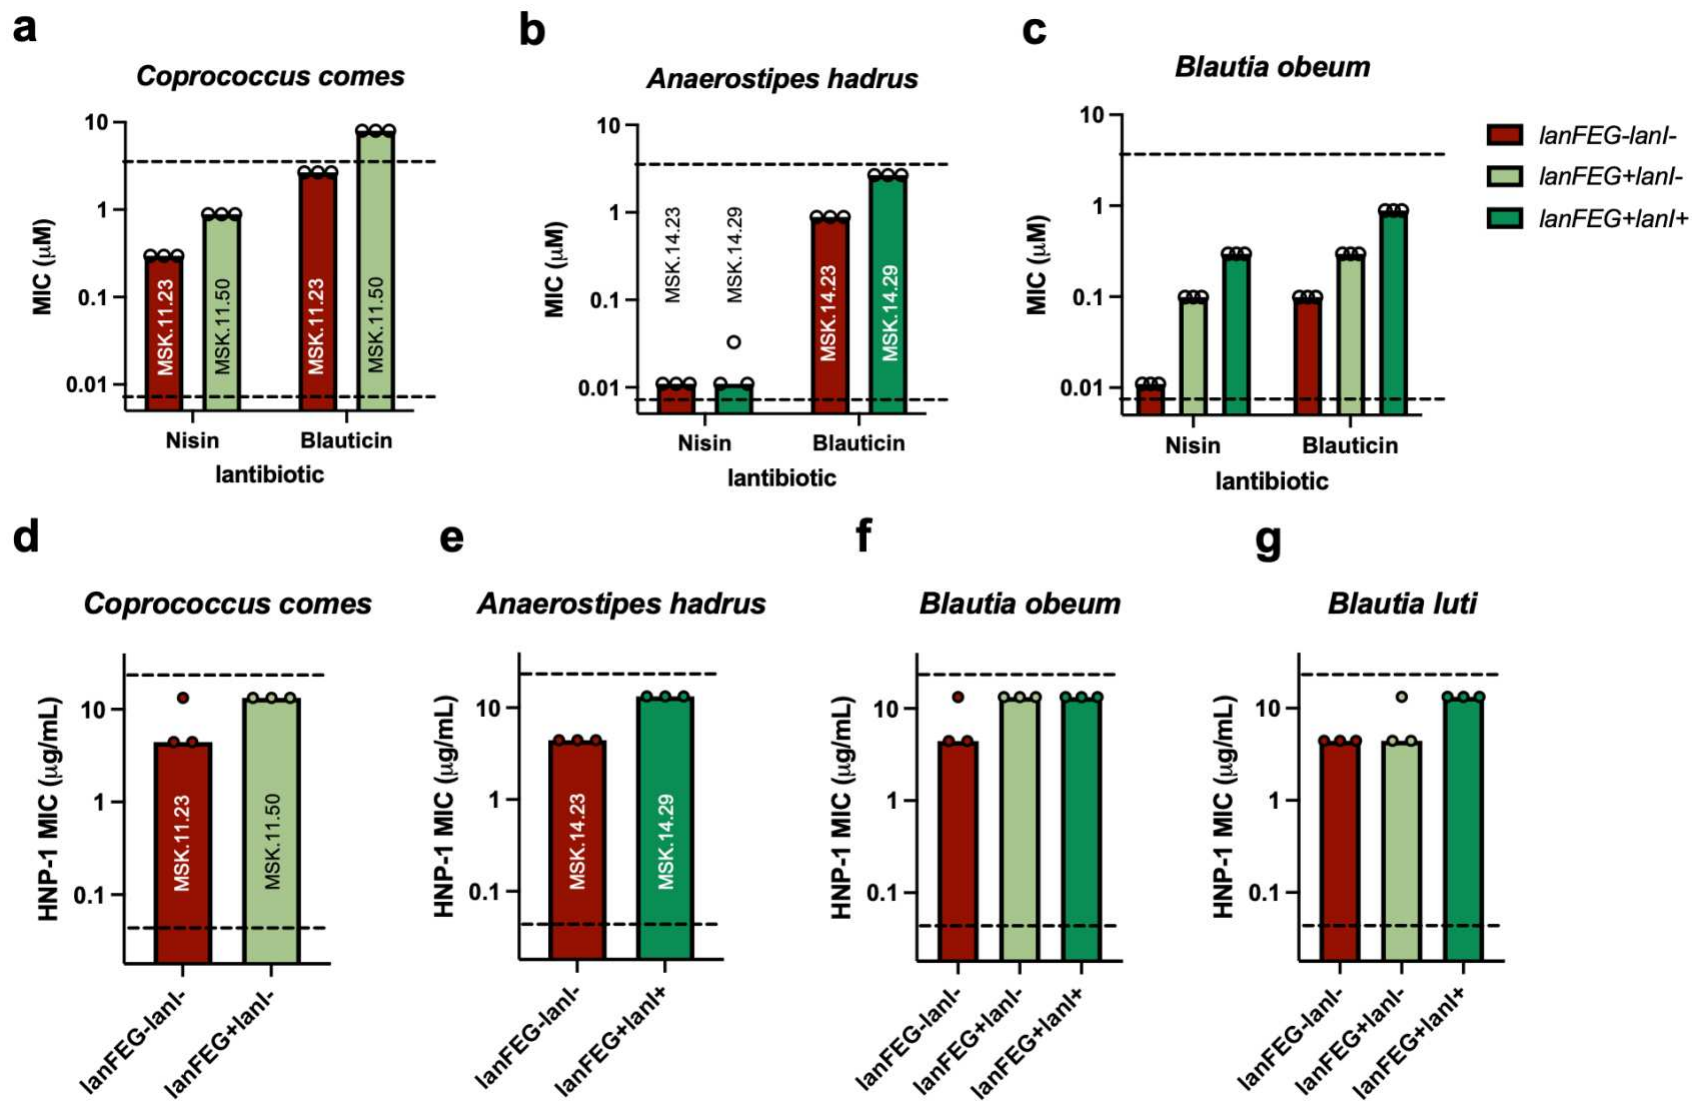 a
Coprococcus comes
MIC (µM)
10
1
0.1
0.01
MSK.11.23
MSK.11.50
MSK.11.23
MSK.11.50
Nisin
Blauticin
lantibiotic
b
Anaerostipes hadrus
MIC (µM)
10
1
0.1
0.01
MSK.14.23
MSK.14.29
MSK.14.23
MSK.14.29
Nisin
Blauticin
lantibiotic
c
Blautia obeum
MIC (µM)
10
1
0.1
0.01
Nisin
Blauticin
lantibiotic
lanFEG-lanI-
lanFEG+lanI-
lanFEG+lanI+
d
Coprococcus comes
HNP-1 MIC (µg/mL)
10
1
0.1
MSK.11.23
MSK.11.50
lanFEG-lanI-
lanFEG+lanI-
e
Anaerostipes hadrus
HNP-1 MIC (µg/mL)
10
1
0.1
MSK.14.23
MSK.14.29
lanFEG-lanI-
lanFEG+lanI+
f
Blautia obeum
HNP-1 MIC (µg/mL)
10
1
0.1
lanFEG-lanI-
lanFEG+lanI-
lanFEG+lanI+
g
Blautia luti
HNP-1 MIC (µg/mL)
10
1
0.1
lanFEG-lanI-
lanFEG+lanI-
lanFEG+lanI+